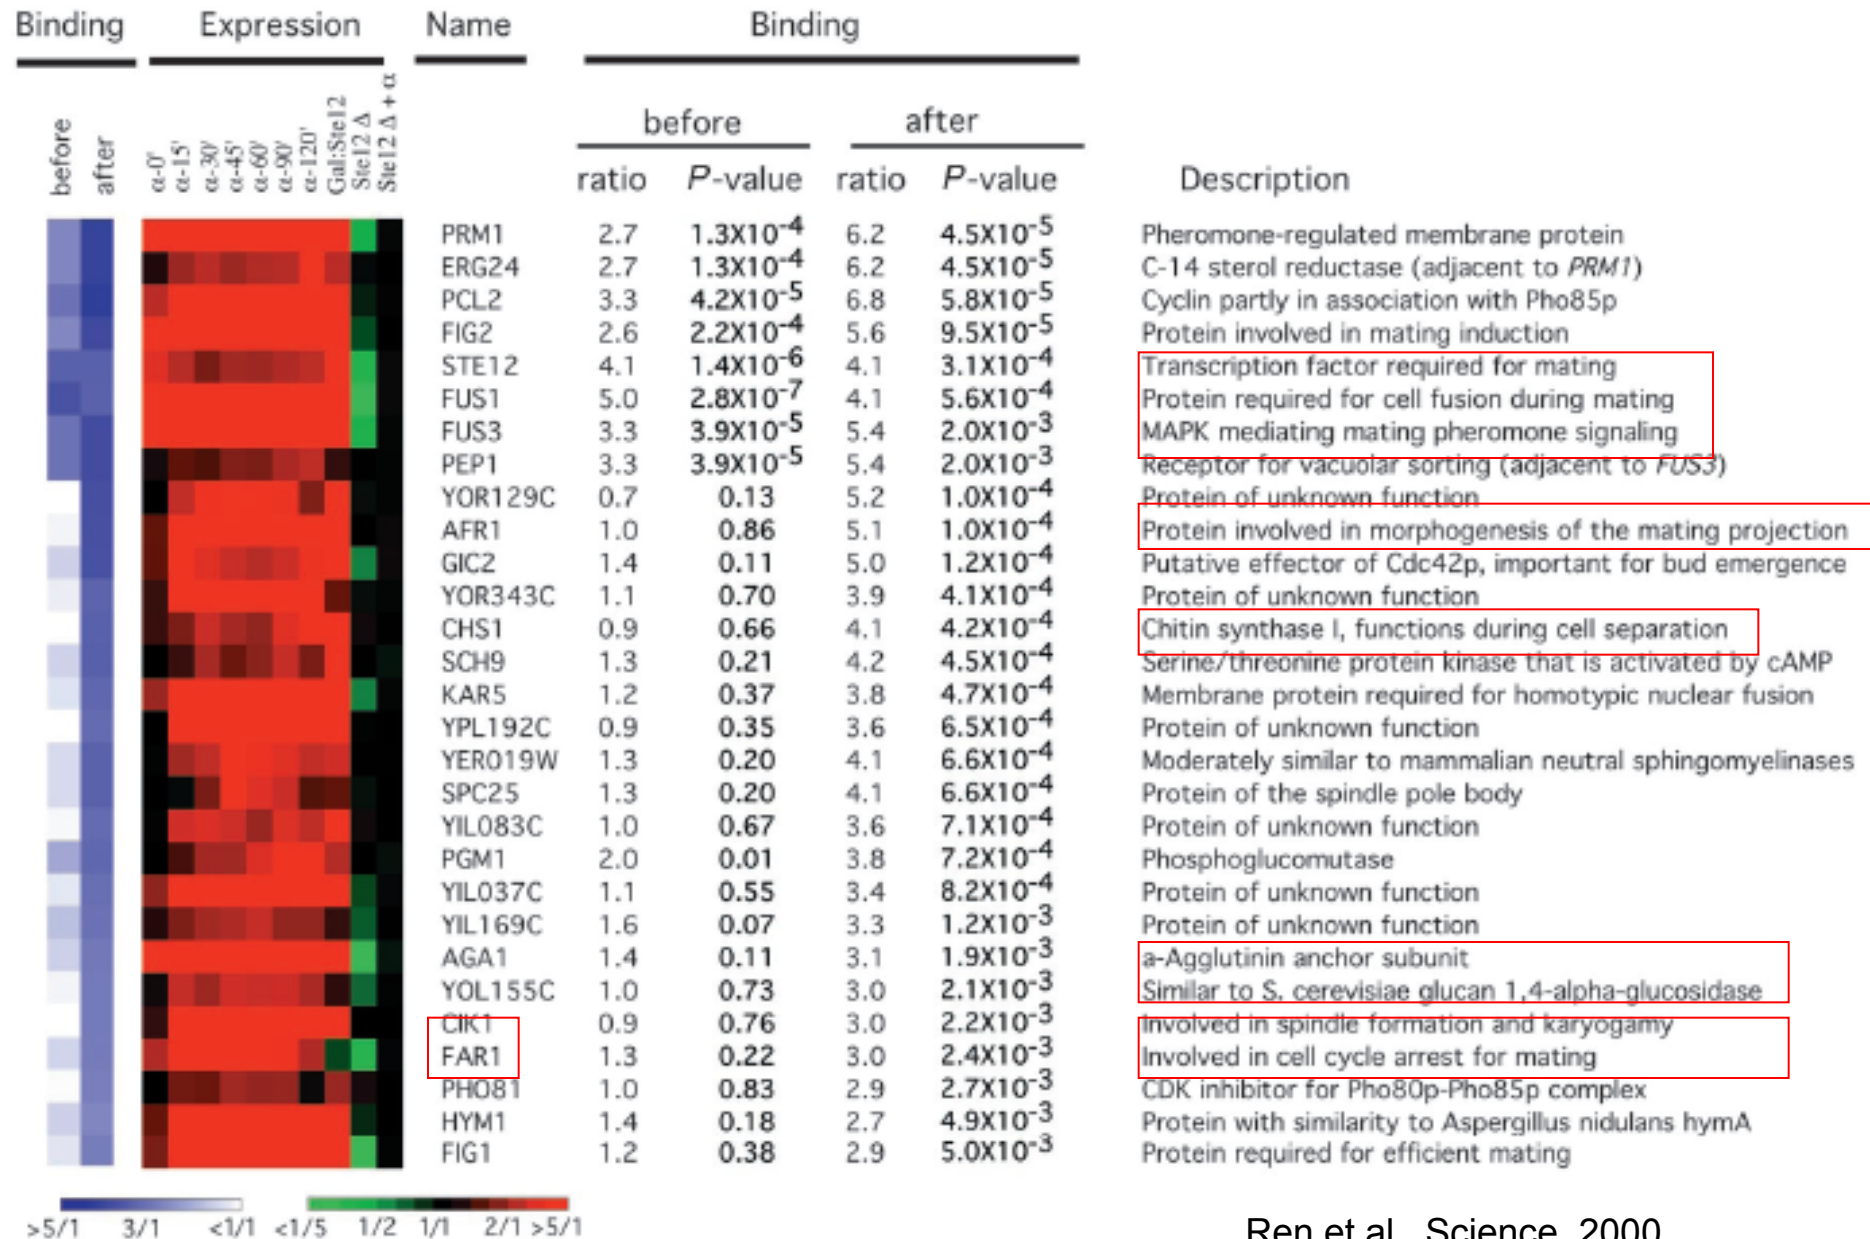 Binding Expression Name Binding
before after α-0' α-15' α-30' α-45' α-60' α-90' α-120' Gal:Ste12 Ste12 Δ Ste12 Δ + α
before after
ratio P-value ratio P-value Description
PRM1 2.7 1.3X10-4 6.2 4.5X10-5 Pheromone-regulated membrane protein
ERG24 2.7 1.3X10-4 6.2 4.5X10-5 C-14 sterol reductase (adjacent to PRM1)
PCL2 3.3 4.2X10-5 6.8 5.8X10-5 Cyclin partly in association with Pho85p
FIG2 2.6 2.2X10-4 5.6 9.5X10-5 Protein involved in mating induction
STE12 4.1 1.4X10-6 4.1 3.1X10-4 Transcription factor required for mating
FUS1 5.0 2.8X10-7 4.1 5.6X10-4 Protein required for cell fusion during mating
FUS3 3.3 3.9X10-5 5.4 2.0X10-3 MAPK mediating mating pheromone signaling
PEP1 3.3 3.9X10-5 5.4 2.0X10-3 Receptor for vacuolar sorting (adjacent to FUS3)
YOR129C 0.7 0.13 5.2 1.0X10-4 Protein of unknown function
AFR1 1.0 0.86 5.1 1.0X10-4 Protein involved in morphogenesis of the mating projection
GIC2 1.4 0.11 5.0 1.2X10-4 Putative effector of Cdc42p, important for bud emergence
YOR343C 1.1 0.70 3.9 4.1X10-4 Protein of unknown function
CHS1 0.9 0.66 4.1 4.2X10-4 Chitin synthase I, functions during cell separation
SCH9 1.3 0.21 4.2 4.5X10-4 Serine/threonine protein kinase that is activated by cAMP
KAR5 1.2 0.37 3.8 4.7X10-4 Membrane protein required for homotypic nuclear fusion
YPL192C 0.9 0.35 3.6 6.5X10-4 Protein of unknown function
YER019W 1.3 0.20 4.1 6.6X10-4 Moderately similar to mammalian neutral sphingomyelinases
SPC25 1.3 0.20 4.1 6.6X10-4 Protein of the spindle pole body
YIL083C 1.0 0.67 3.6 7.1X10-4 Protein of unknown function
PGM1 2.0 0.01 3.8 7.2X10-4 Phosphoglucomutase
YIL037C 1.1 0.55 3.4 8.2X10-4 Protein of unknown function
YIL169C 1.6 0.07 3.3 1.2X10-3 Protein of unknown function
AGA1 1.4 0.11 3.1 1.9X10-3 a-Agglutinin anchor subunit
YOL155C 1.0 0.73 3.0 2.1X10-3 Similar to S. cerevisiae glucan 1,4-alpha-glucosidase
CIK1 0.9 0.76 3.0 2.2X10-3 Involved in spindle formation and karyogamy
FAR1 1.3 0.22 3.0 2.4X10-3 Involved in cell cycle arrest for mating
PHO81 1.0 0.83 2.9 2.7X10-3 CDK inhibitor for Pho80p-Pho85p complex
HYM1 1.4 0.18 2.7 4.9X10-3 Protein with similarity to Aspergillus nidulans hymA
FIG1 1.2 0.38 2.9 5.0X10-3 Protein required for efficient mating
>5/1 3/1 <1/1 <1/5 1/2 1/1 2/1 >5/1
Ren et al., Science, 2000